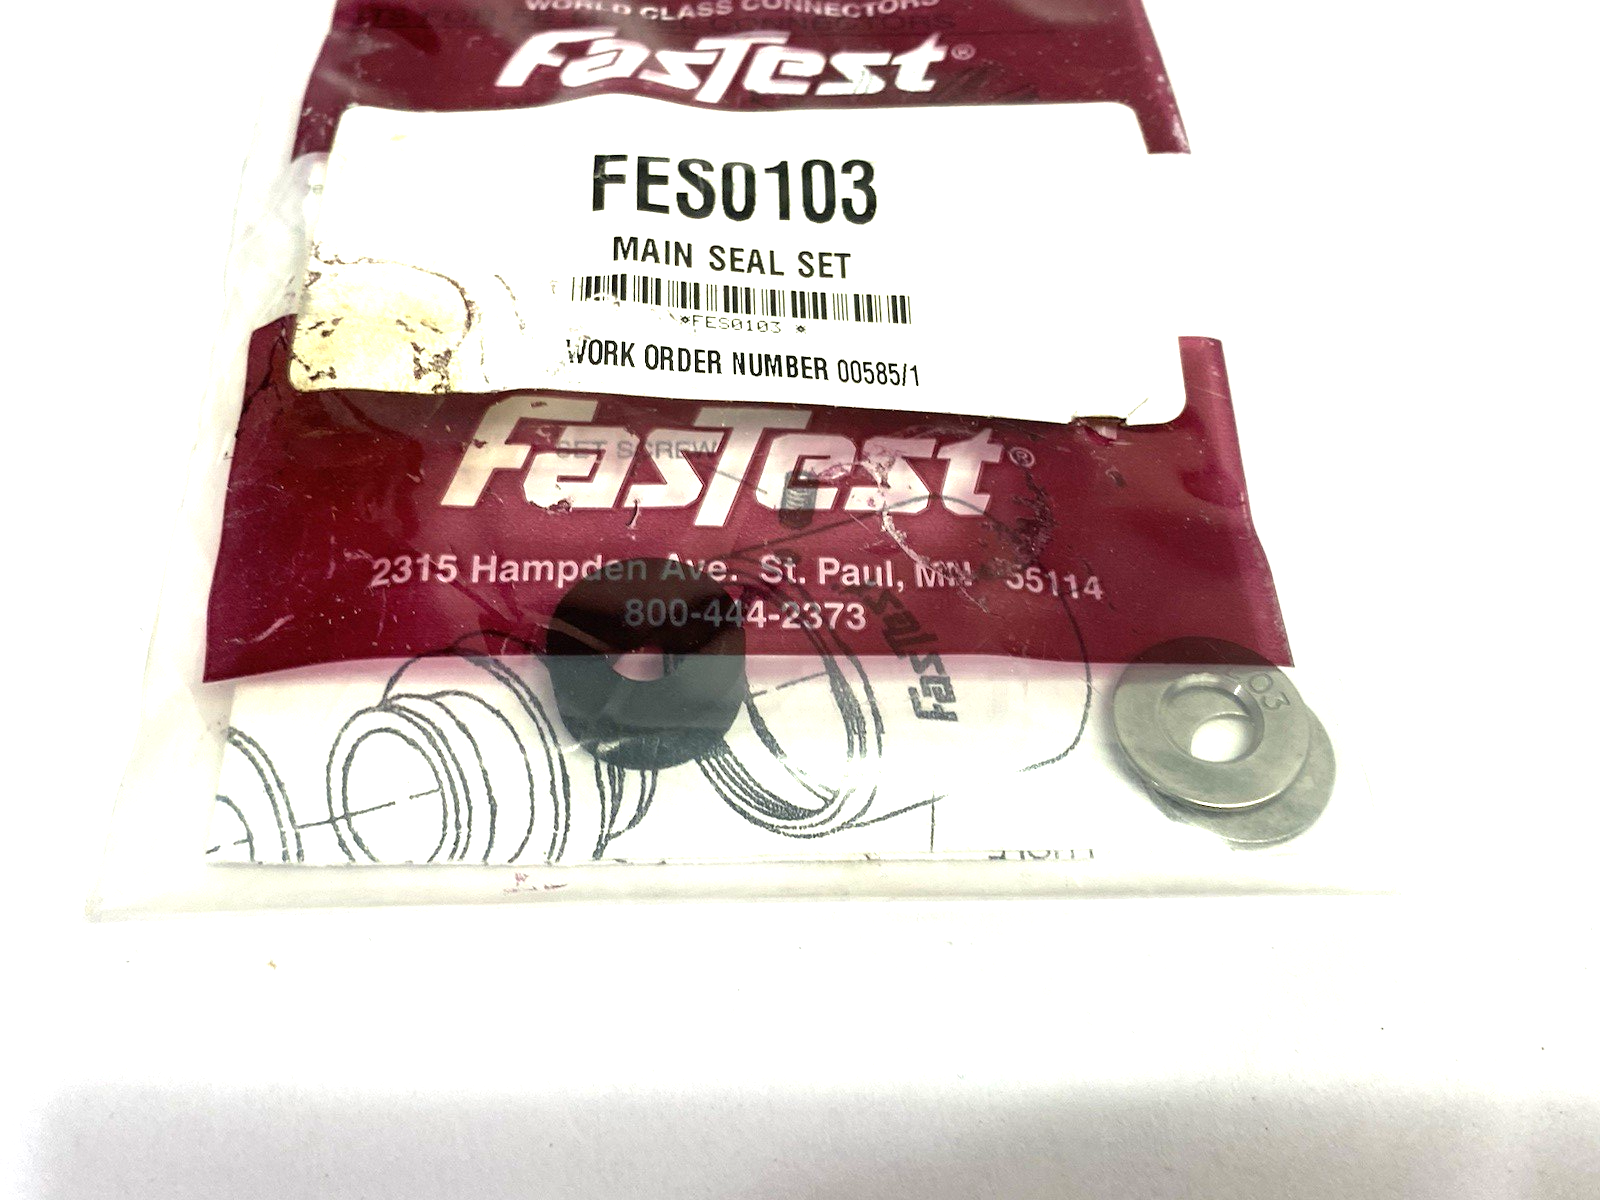 WORLD CLASS CONNECTORS
CONNECTORS
FasTest®
FES0103
MAIN SEAL SET
*FES0103 *
WORK ORDER NUMBER 00585/1
FasTest®
SET SCREW
2315 Hampden Ave. St. Paul, MN 55114
800-444-2373
FasTest
03